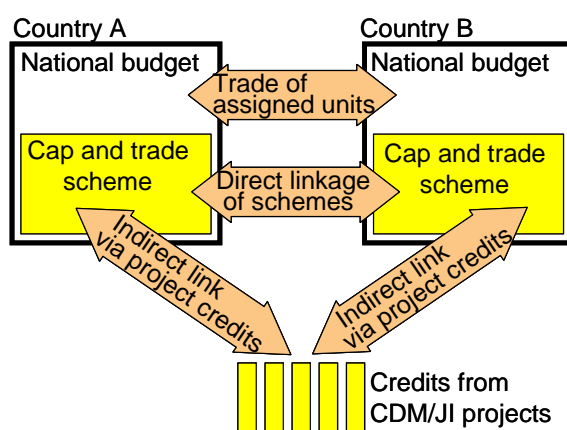 Country A
Country B
National budget
National budget
Trade of
assigned units
Cap and trade
scheme
Direct linkage
of schemes
Cap and trade
scheme
Indirect link
via project credits
Indirect link
via project credits
Credits from
CDM/JI projects